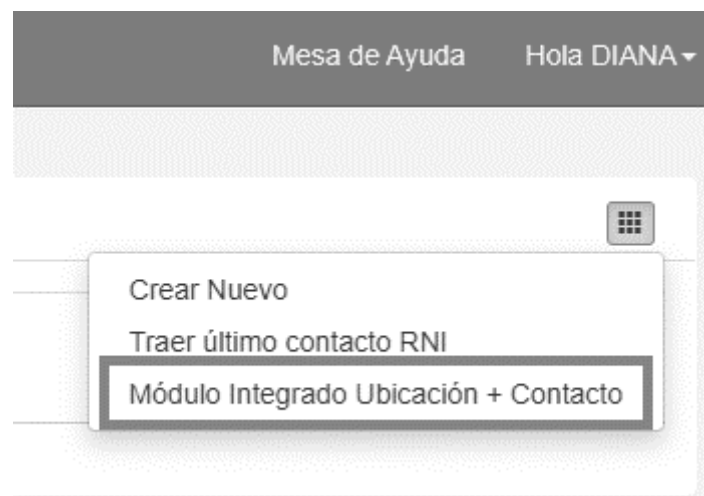 Mesa de Ayuda Hola DIANA
Crear Nuevo
Traer último contacto RNI
Módulo Integrado Ubicación + Contacto